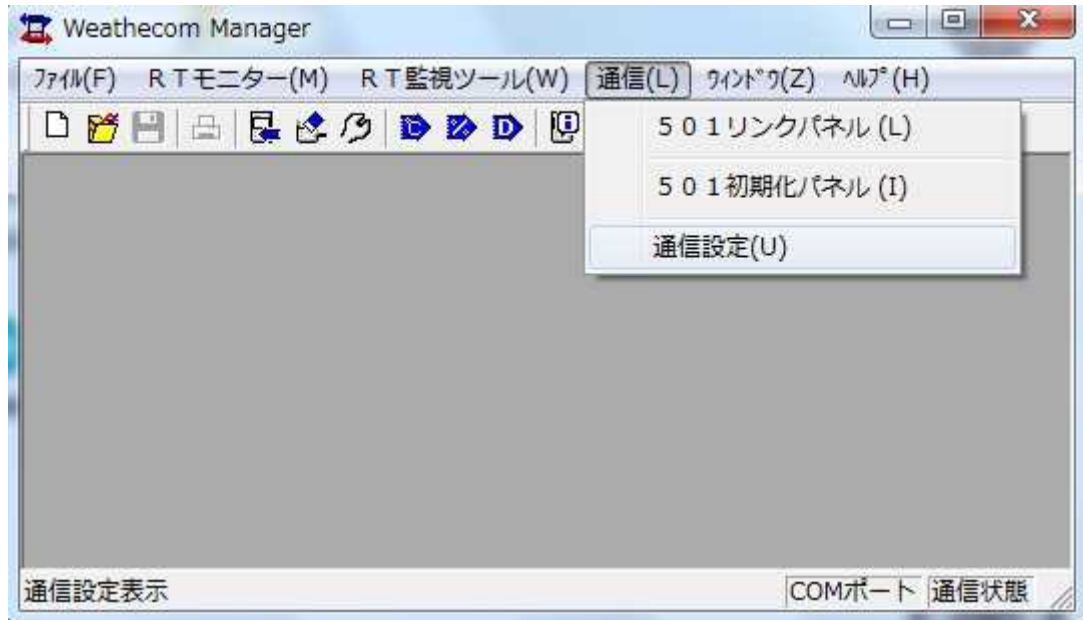 Weathecom Manager
ﾌｧｲﾙ(F) ＲＴモニター(M) ＲＴ監視ツール(W) 通信(L) ｳｨﾝﾄﾞｳ(Z) ﾍﾙﾌﾟ(H)
５０１リンクパネル (L)
５０１初期化パネル (I)
通信設定(U)
通信設定表示 COMポート 通信状態